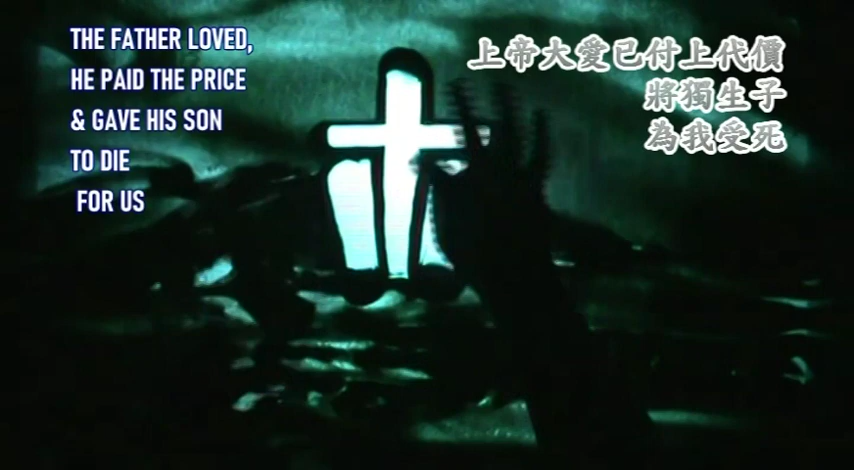 THE FATHER LOVED,
HE PAID THE PRICE
& GAVE HIS SON
TO DIE
FOR US
上帝大愛已付上代價
將獨生子
為我受死